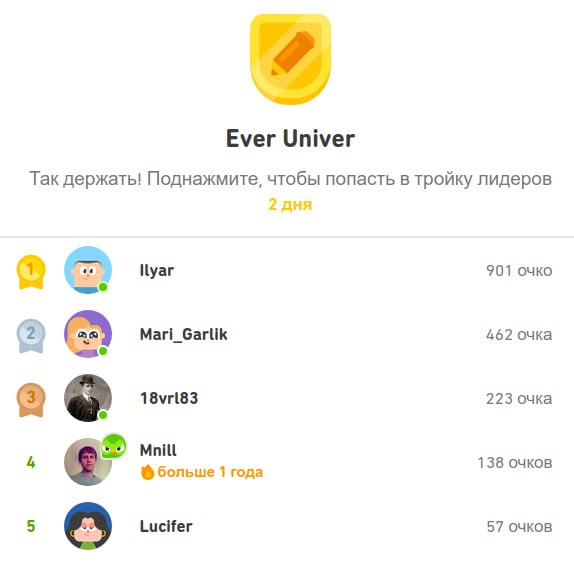 Ever Univer
Так держать! Поднажмите, чтобы попасть в тройку лидеров
2 дня
1 Ilyar 901 очко
2 Mari_Garlik 462 очка
3 18vrl83 223 очка
4 Mnill 138 очков
больше 1 года
5 Lucifer 57 очков